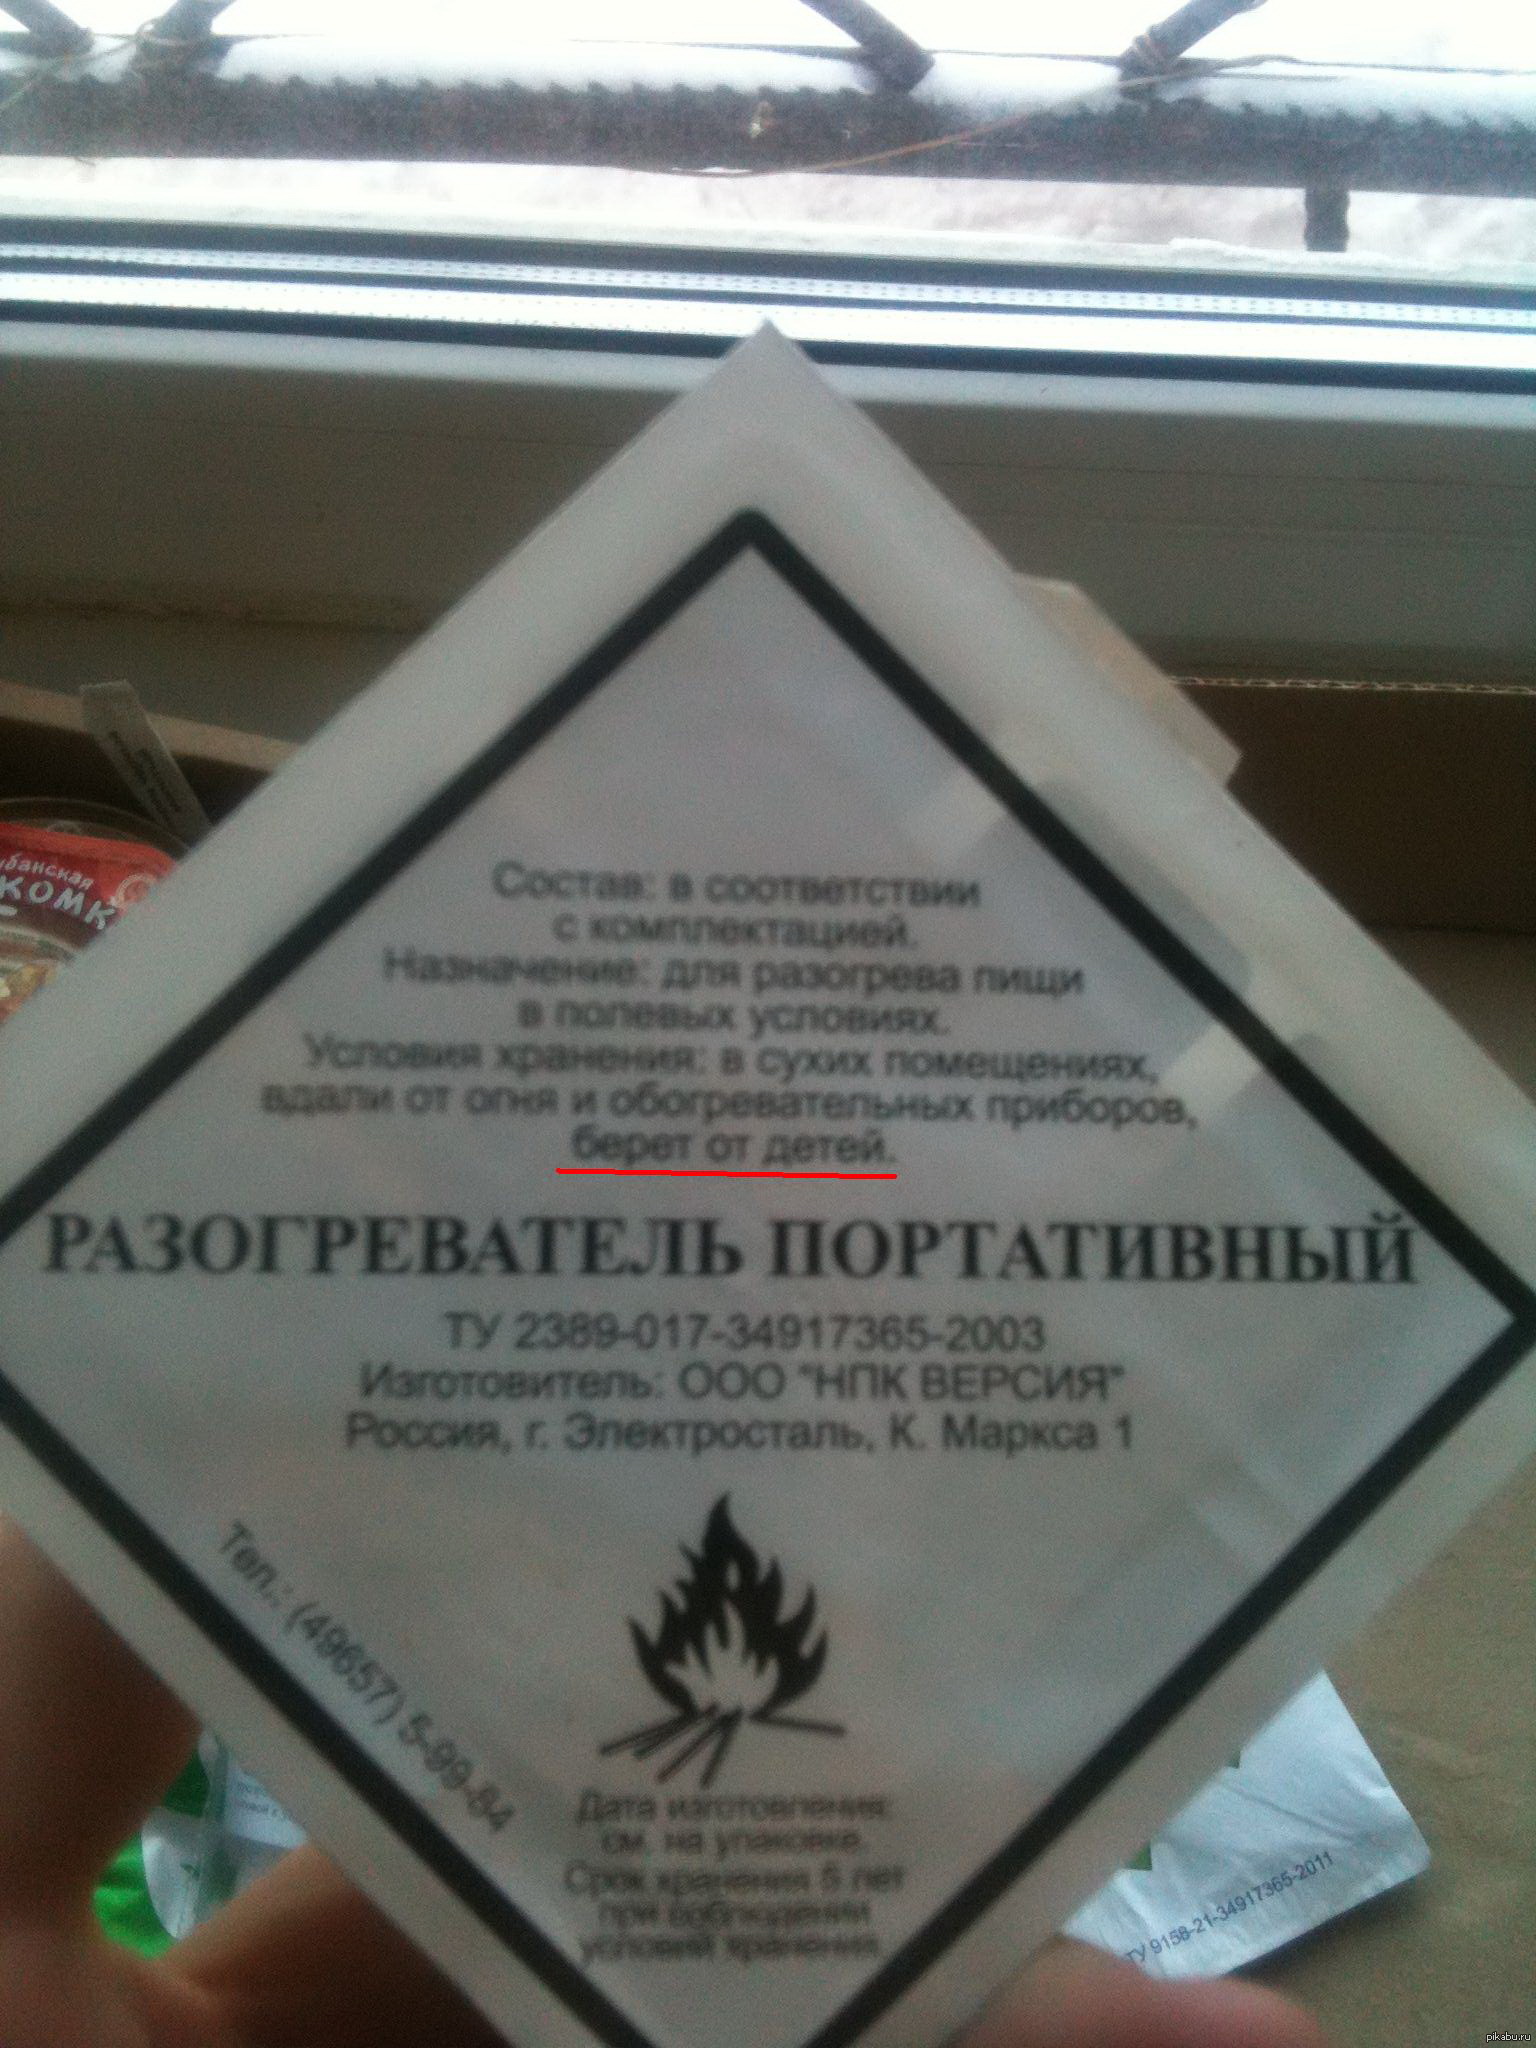 Состав: в соответствии
с комплектацией.
Назначение: для разогрева пищи
в полевых условиях.
Условия хранения: в сухих помещениях,
вдали от огня и обогревательных приборов,
берет от детей.
РАЗОГРЕВАТЕЛЬ ПОРТАТИВНЫЙ
ТУ 2389-017-34917365-2003
Изготовитель: ООО "НПК ВЕРСИЯ"
Россия, г. Электросталь, К. Маркса 1
Тел.: (49657) 5-99-84
Дата изготовления:
см. на упаковке.
Срок хранения 5 лет
при соблюдении
условий хранения.
ТУ 9158-21-34917365-2011
pikabu.ru